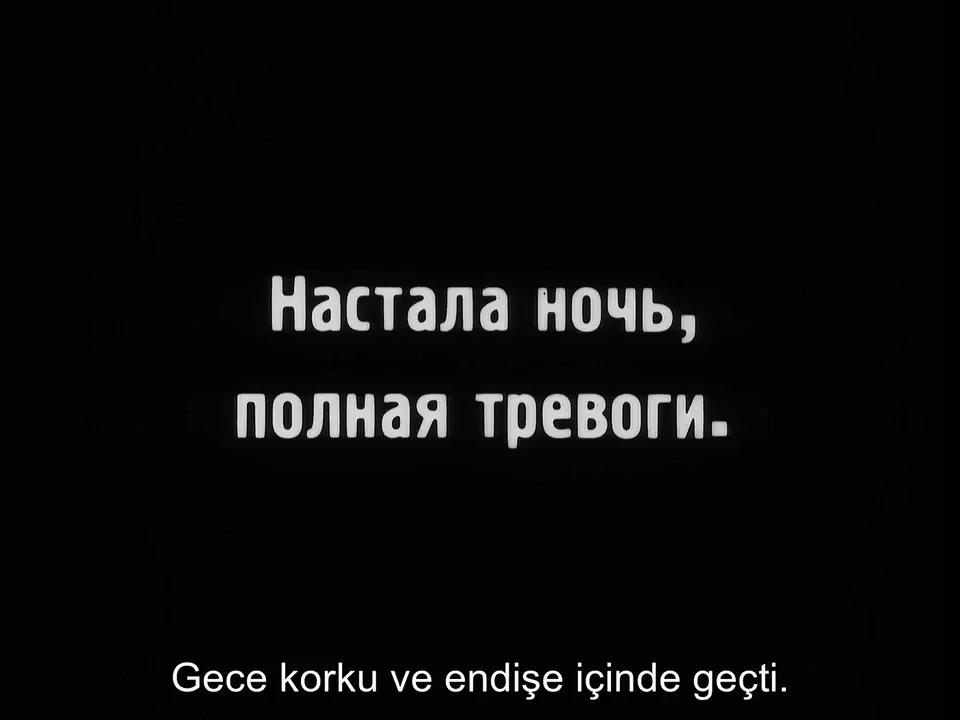 Настала ночь,
полная тревоги.
Gece korku ve endişe içinde geçti.